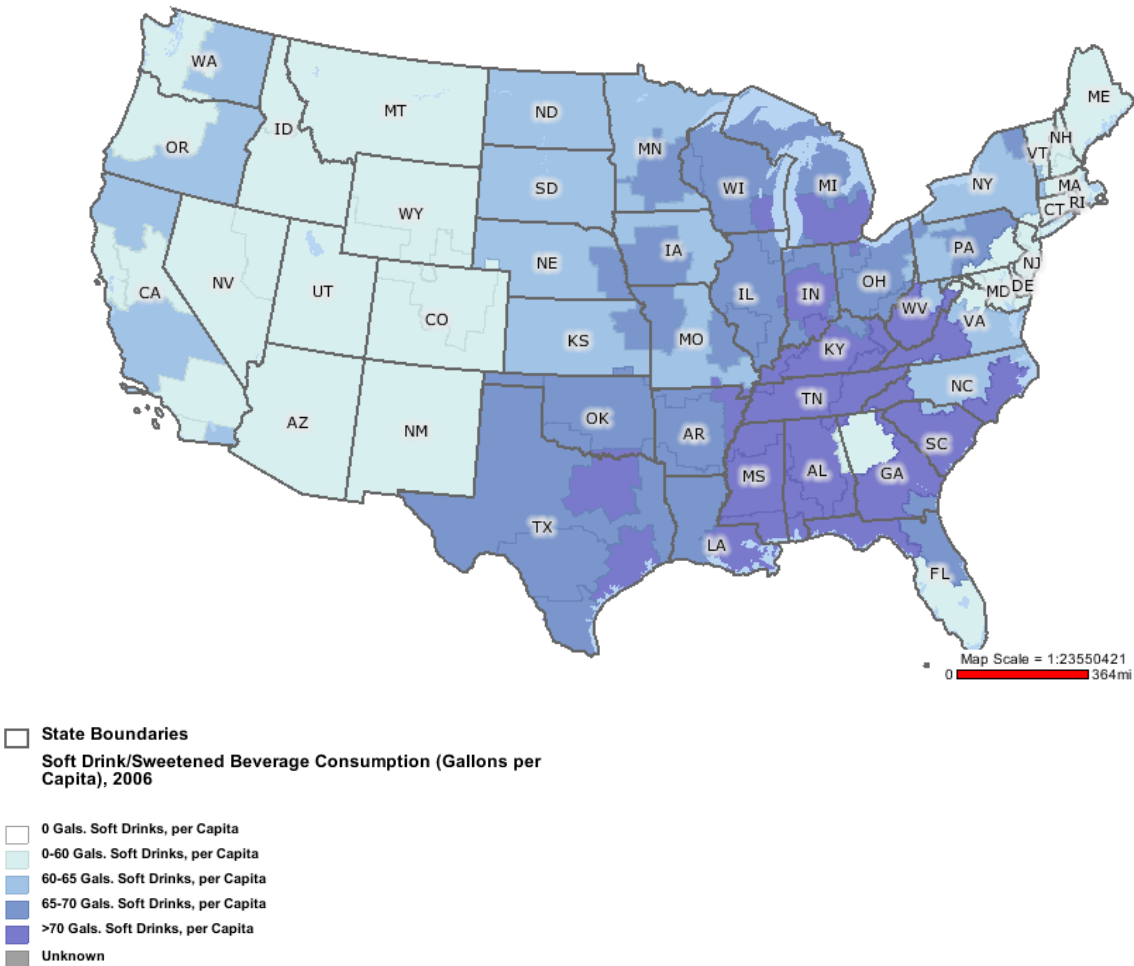 WA
MT
ME
ND
OR
ID
MN
NH
VT
SD
WI
MI
NY
MA
CT
RI
WY
IA
PA
NE
NJ
NV
UT
CA
IL
IN
OH
MD
DE
CO
WV
VA
KS
MO
KY
NC
TN
AZ
NM
OK
AR
SC
MS
AL
GA
TX
LA
FL
Map Scale = 1:23550421
0 364mi
State Boundaries
Soft Drink/Sweetened Beverage Consumption (Gallons per
Capita), 2006
0 Gals. Soft Drinks, per Capita
0-60 Gals. Soft Drinks, per Capita
60-65 Gals. Soft Drinks, per Capita
65-70 Gals. Soft Drinks, per Capita
>70 Gals. Soft Drinks, per Capita
Unknown